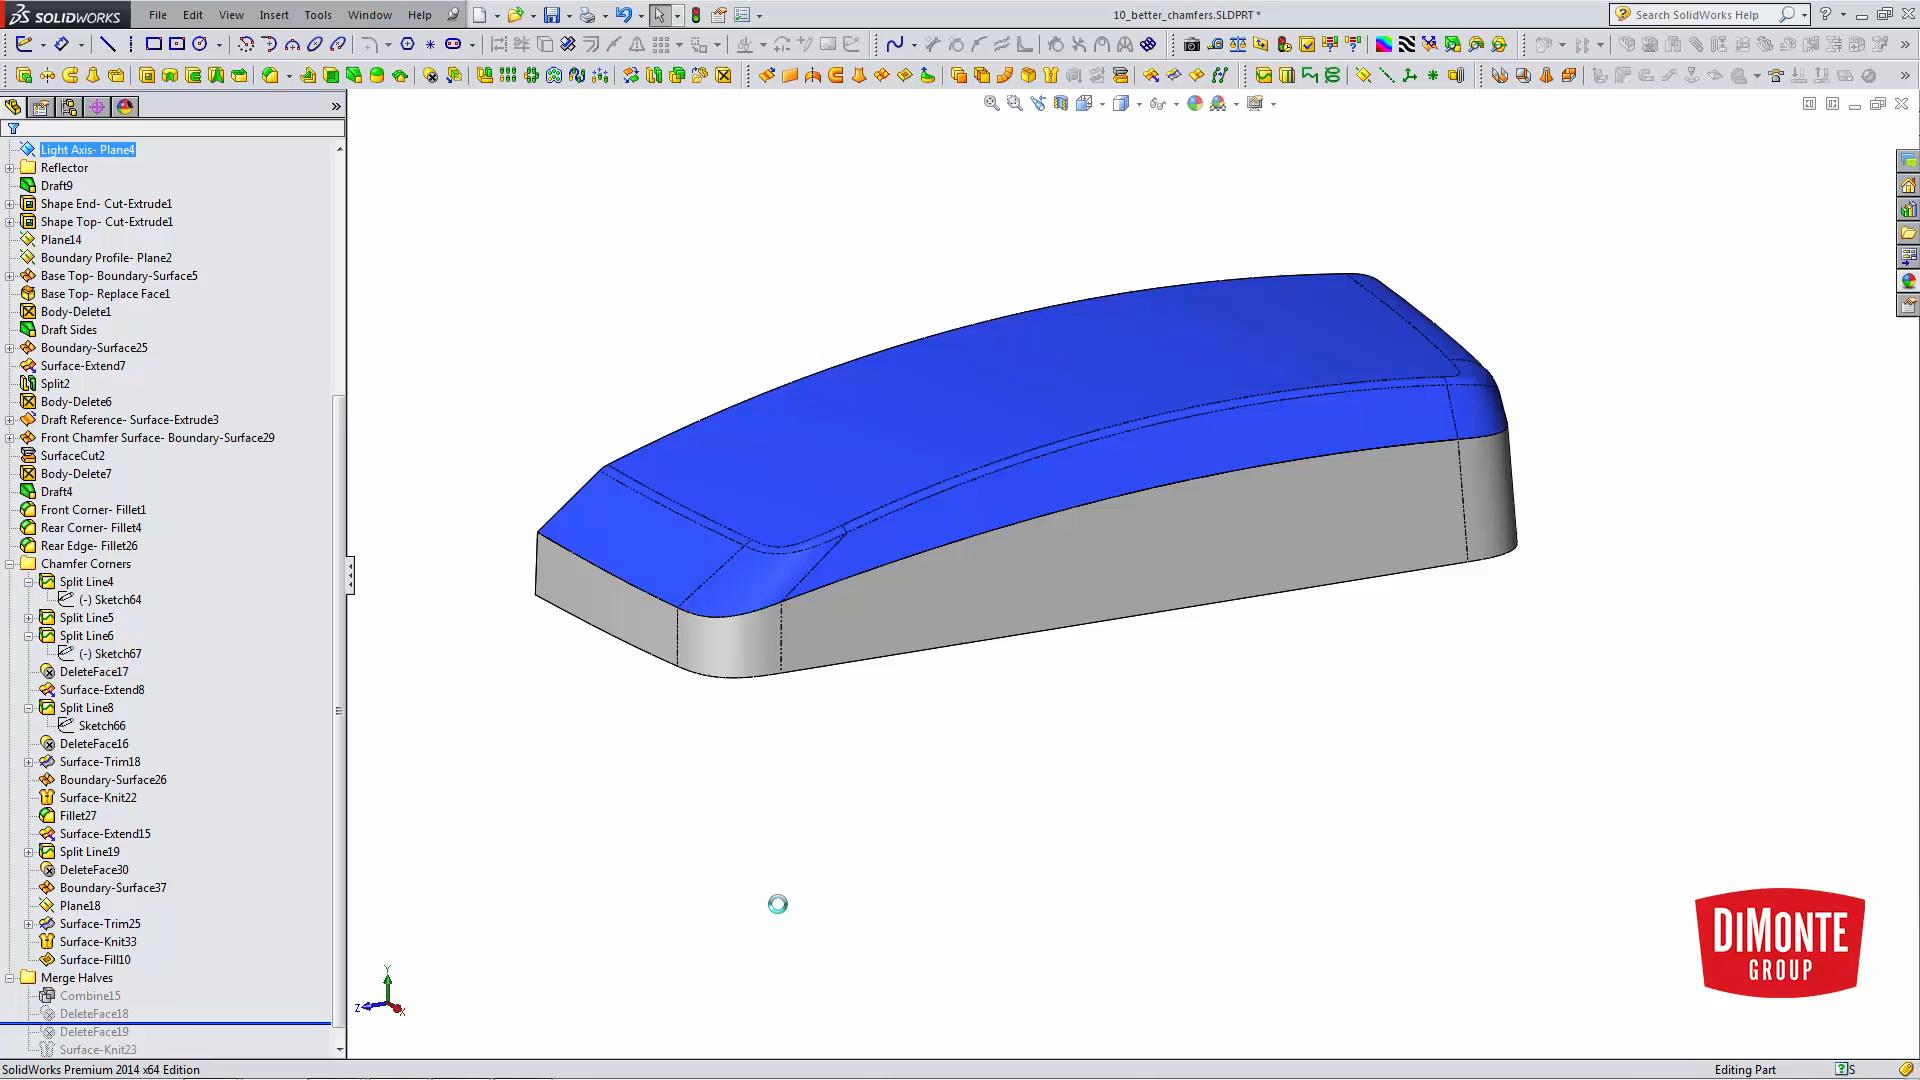 SOLIDWORKS File Edit View Insert Tools Window Help 10_better_chamfers.SLDPRT * Search SolidWorks Help
Light Axis- Plane4
Reflector
Draft9
Shape End- Cut-Extrude1
Shape Top- Cut-Extrude1
Plane14
Boundary Profile- Plane2
Base Top- Boundary-Surface5
Base Top- Replace Face1
Body-Delete1
Draft Sides
Boundary-Surface25
Surface-Extend7
Split2
Body-Delete6
Draft Reference- Surface-Extrude3
Front Chamfer Surface- Boundary-Surface29
SurfaceCut2
Body-Delete7
Draft4
Front Corner- Fillet1
Rear Corner- Fillet4
Rear Edge- Fillet26
Chamfer Corners
Split Line4
(-) Sketch64
Split Line5
Split Line6
(-) Sketch67
DeleteFace17
Surface-Extend8
Split Line8
Sketch66
DeleteFace16
Surface-Trim18
Boundary-Surface26
Surface-Knit22
Fillet27
Surface-Extend15
Split Line19
DeleteFace30
Boundary-Surface37
Plane18
Surface-Trim25
Surface-Knit33
Surface-Fill10
Merge Halves
Combine15
DeleteFace18
DeleteFace19
Surface-Knit23
Y
Z
X
DIMONTE
GROUP
SolidWorks Premium 2014 x64 Edition Editing Part